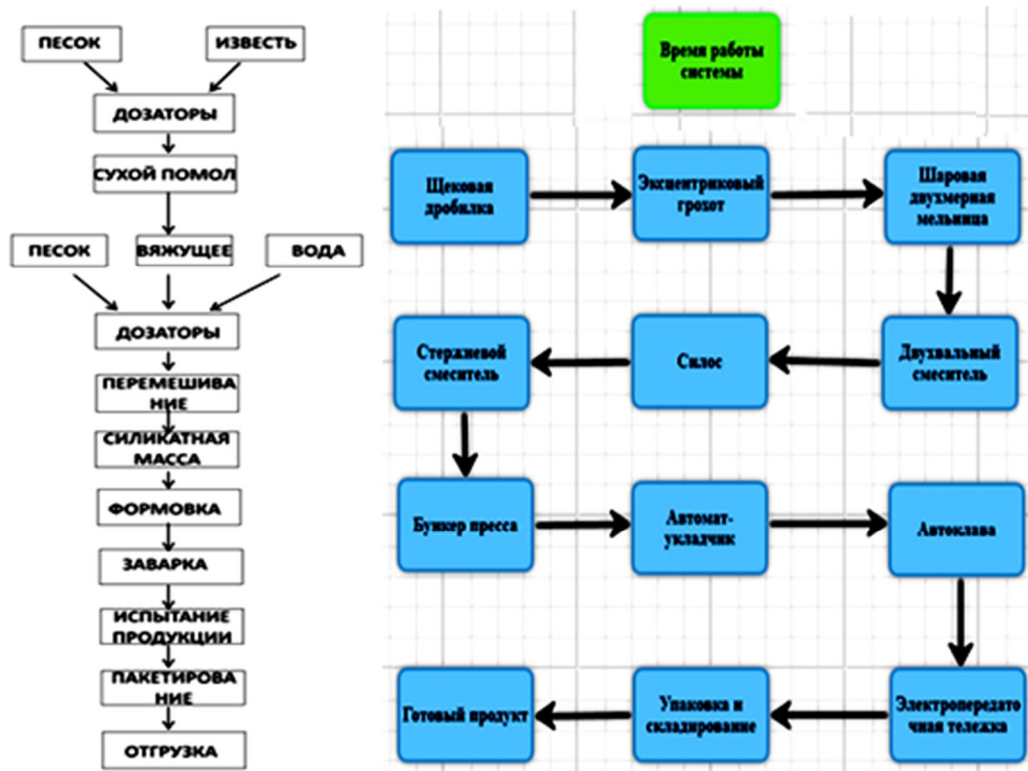 ПЕСОК
ИЗВЕСТЬ
ДОЗАТОРЫ
СУХОЙ ПОМОЛ
ПЕСОК
ВЯЖУЩЕЕ
ВОДА
ДОЗАТОРЫ
ПЕРЕМЕШИВА
НИЕ
СИЛИКАТНАЯ
МАССА
ФОРМОВКА
ЗАВАРКА
ИСПЫТАНИЕ
ПРОДУКЦИИ
ПАКЕТИРОВА
НИЕ
ОТГРУЗКА
Время работы
системы
Щековая
дробилка
Эксцентриковый
грохот
Шаровая
двухмерная
мельница
Стержневой
смеситель
Силос
Двухвальный
смеситель
Бункер пресса
Автомат-
укладчик
Автоклава
Готовый продукт
Упаковка и
складирование
Электропередато
чная тележка